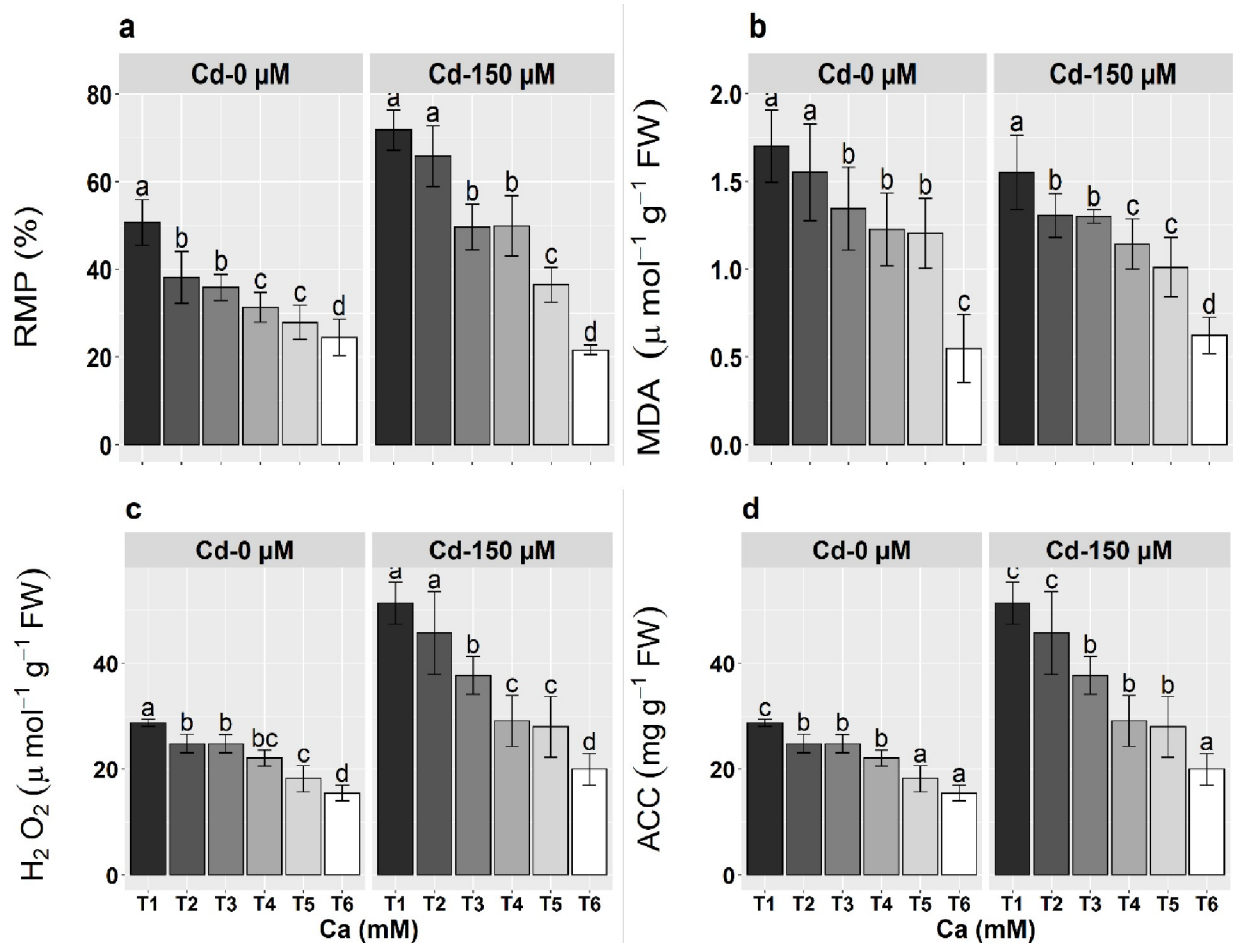 a
Cd-0 µM Cd-150 µM
RMP (%)
80
60
40
20
0
a b b c c d
a a b b c d
b
Cd-0 µM Cd-150 µM
MDA (µ mol⁻¹ g⁻¹ FW)
2.0
1.5
1.0
0.5
0.0
a a b b b c
a b b c c d
c
Cd-0 µM Cd-150 µM
H₂ O₂ (µ mol⁻¹ g⁻¹ FW)
40
20
0
a b b bc c d
a a b c c d
T1 T2 T3 T4 T5 T6 T1 T2 T3 T4 T5 T6
Ca (mM)
d
Cd-0 µM Cd-150 µM
ACC (mg g⁻¹ FW)
40
20
0
c b b b a a
c c b b b a
T1 T2 T3 T4 T5 T6 T1 T2 T3 T4 T5 T6
Ca (mM)